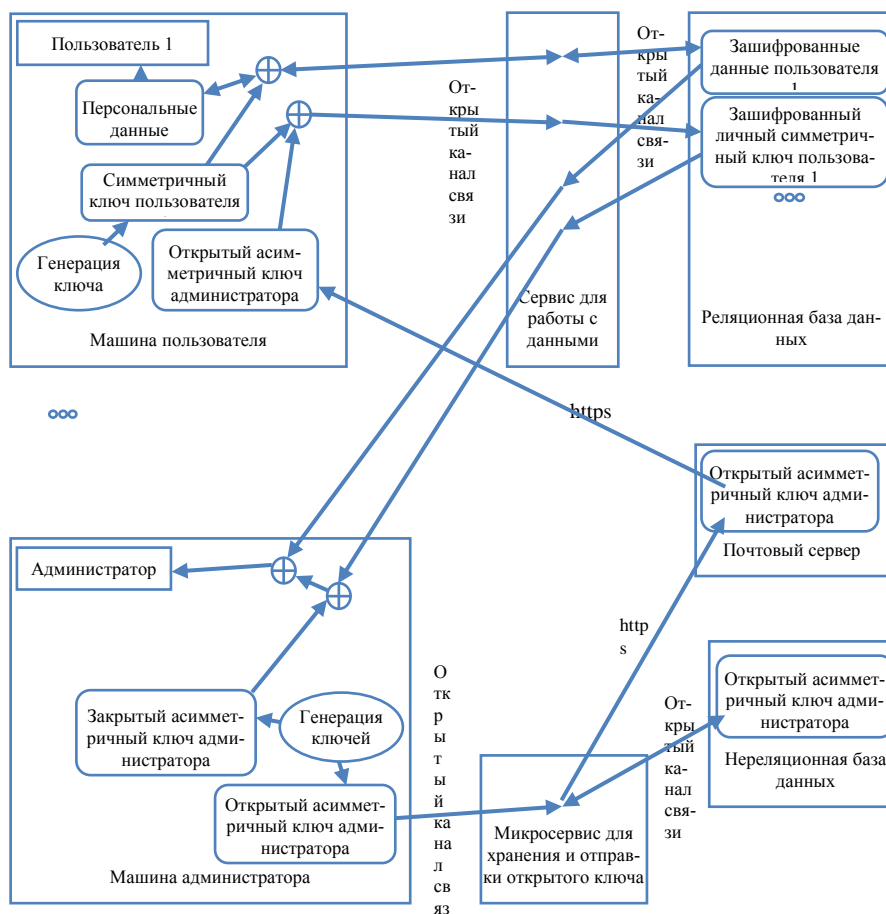 Пользователь 1
Персональные
данные
Симметричный
ключ пользователя
Генерация
ключа
Открытый асим-
метричный ключ
администратора
Машина пользователя
От-
кры
тый
ка-
нал
свя
зи
Сервис для
работы с
данными
От-
кры
тый
ка-
нал
свя-
зи
Зашифрованные
данные пользователя
1
Зашифрованный
личный симметрич-
ный ключ пользова-
теля 1
Реляционная база дан-
ных
https
Открытый асиммет-
ричный ключ адми-
нистратора
Почтовый сервер
Администратор
Закрытый асиммет-
ричный ключ адми-
нистратора
Генерация
ключей
Открытый асиммет-
ричный ключ адми-
нистратора
Машина администратора
О
тк
р
ы
т
ы
й
ка
н
ал
св
яз
http
s
Микросервис для
хранения и отправ-
ки открытого ключа
От-
кры
тый
ка-
нал
свя-
зи
Открытый асиммет-
ричный ключ адми-
нистратора
Нереляционная база
данных